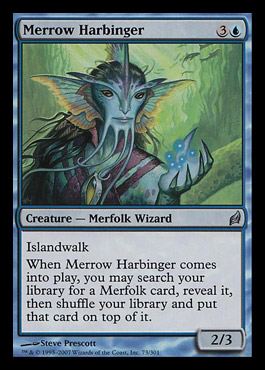 Merrow Harbinger 3
Creature — Merfolk Wizard
Islandwalk
When Merrow Harbinger comes
into play, you may search your
library for a Merfolk card, reveal it,
then shuffle your library and put
that card on top of it.
Steve Prescott
™ & © 1993-2007 Wizards of the Coast, Inc. 73/301
2/3